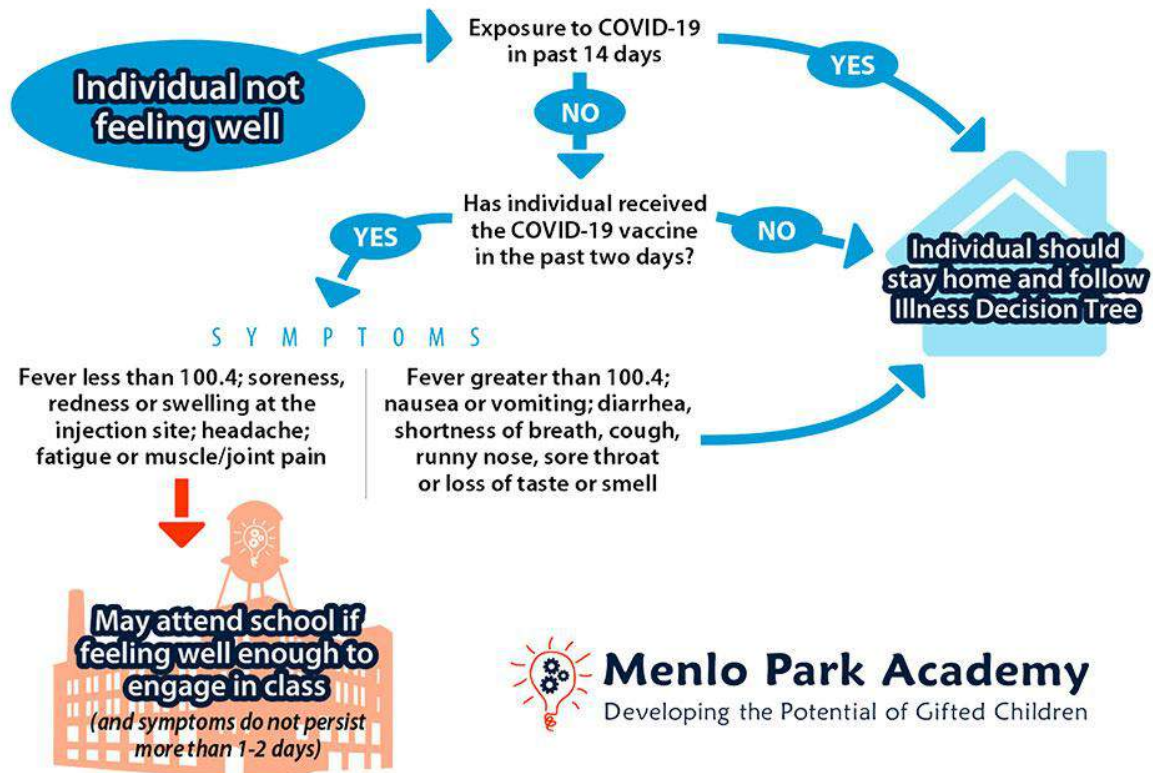 Individual not
feeling well
Exposure to COVID-19
in past 14 days
YES
NO
Has individual received
the COVID-19 vaccine
in the past two days?
YES
NO
Individual should
stay home and follow
Illness Decision Tree
SYMPTOMS
Fever less than 100.4; soreness,
redness or swelling at the
injection site; headache;
fatigue or muscle/joint pain
Fever greater than 100.4;
nausea or vomiting; diarrhea,
shortness of breath, cough,
runny nose, sore throat
or loss of taste or smell
May attend school if
feeling well enough to
engage in class
(and symptoms do not persist
more than 1-2 days)
Menlo Park Academy
Developing the Potential of Gifted Children